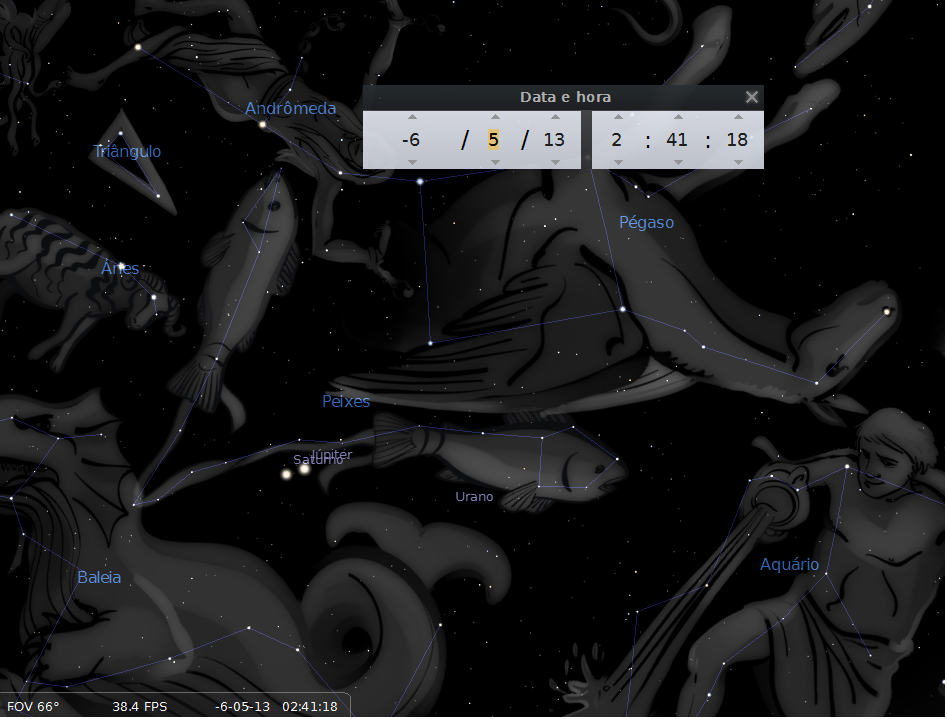 Data e hora
-6 / 5 / 13 2 : 41 : 18
Andrômeda
Triângulo
Pégaso
Áries
Peixes
Júpiter
Saturno
Urano
Aquário
Baleia
FOV 66° 38.4 FPS -6-05-13 02:41:18